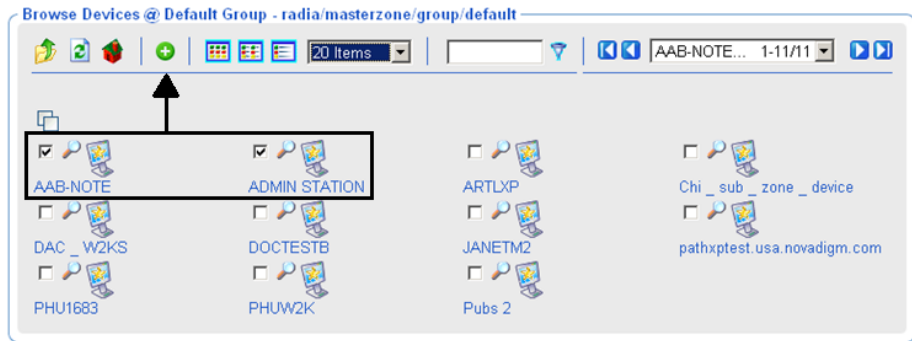 Browse Devices @ Default Group - radia/masterzone/group/default
20 Items AAB-NOTE... 1-11/11
AAB-NOTE ADMIN STATION ARTLXP Chi _ sub _ zone _ device
DAC _ W2KS DOCTESTB JANETM2 pathxptest.usa.novadigm.com
PHU1683 PHUW2K Pubs 2